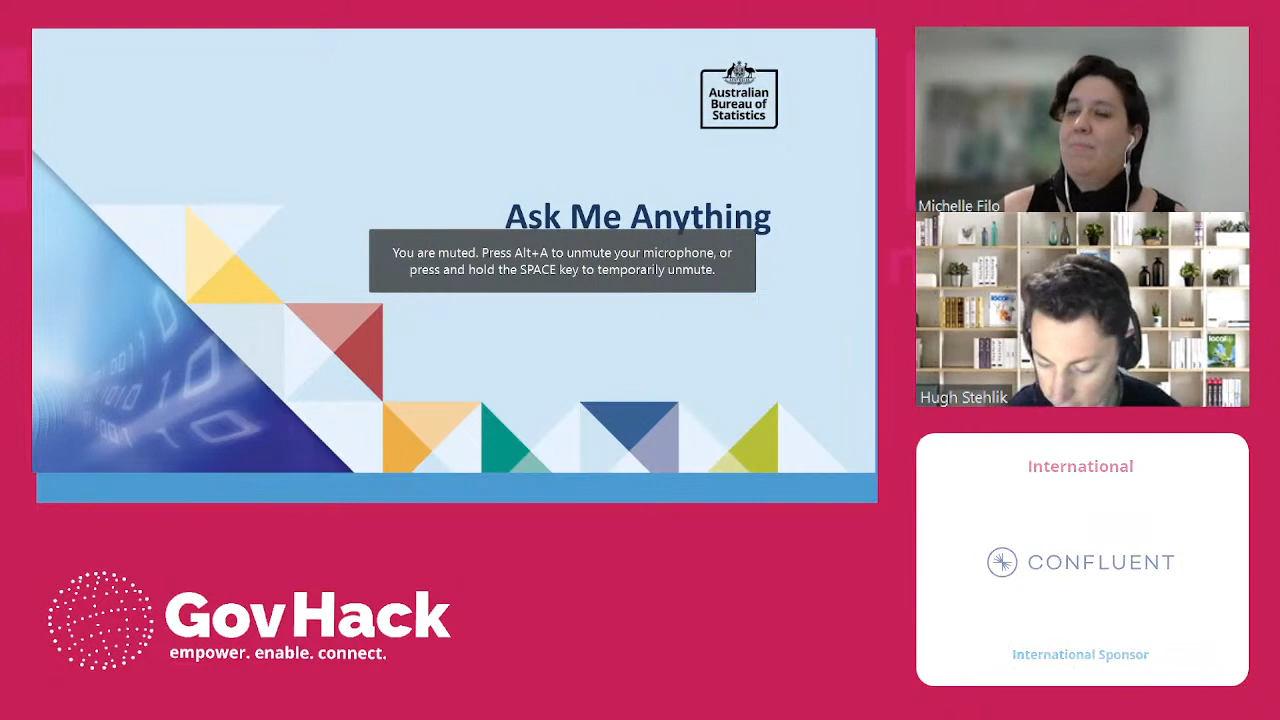 Australian
Bureau of
Statistics
Ask Me Anything
You are muted. Press Alt+A to unmute your microphone, or
press and hold the SPACE key to temporarily unmute.
Michelle Filo
local
Hugh Stehlik
International
CONFLUENT
International Sponsor
GovHack
empower. enable. connect.